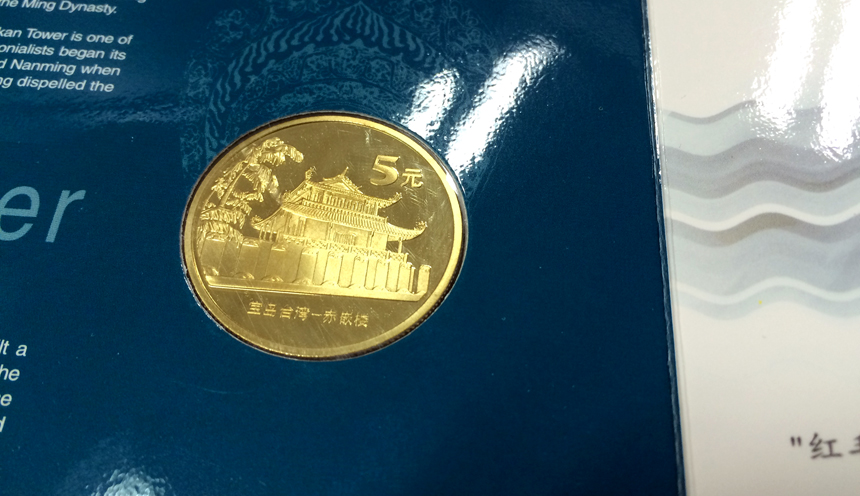 the Ming Dynasty.
kan Tower is one of
onialists began its
d Nanming when
ng dispelled the
er
5元
宝岛台湾-赤嵌楼
lt a
he
e
d
"红毛